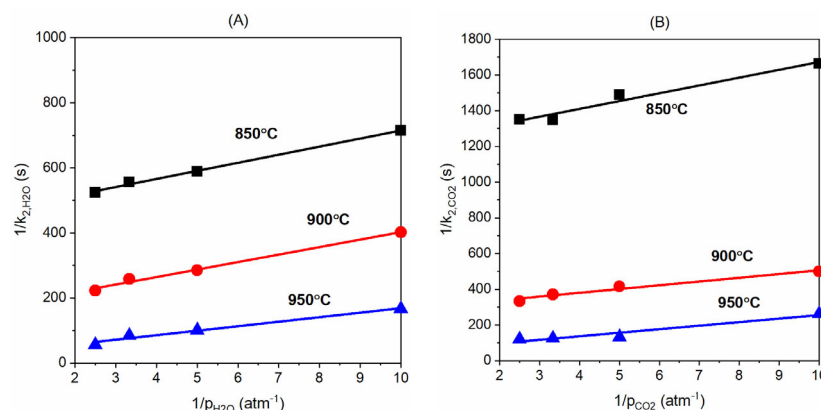 (A)
1000
800
600
400
200
0
1/k2,H2O (s)
850°C
900°C
950°C
2 3 4 5 6 7 8 9 10
1/pH2O (atm-1)
(B)
1800
1600
1400
1200
1000
800
600
400
200
0
1/k2,CO2 (s)
850°C
900°C
950°C
2 3 4 5 6 7 8 9 10
1/pCO2 (atm-1)